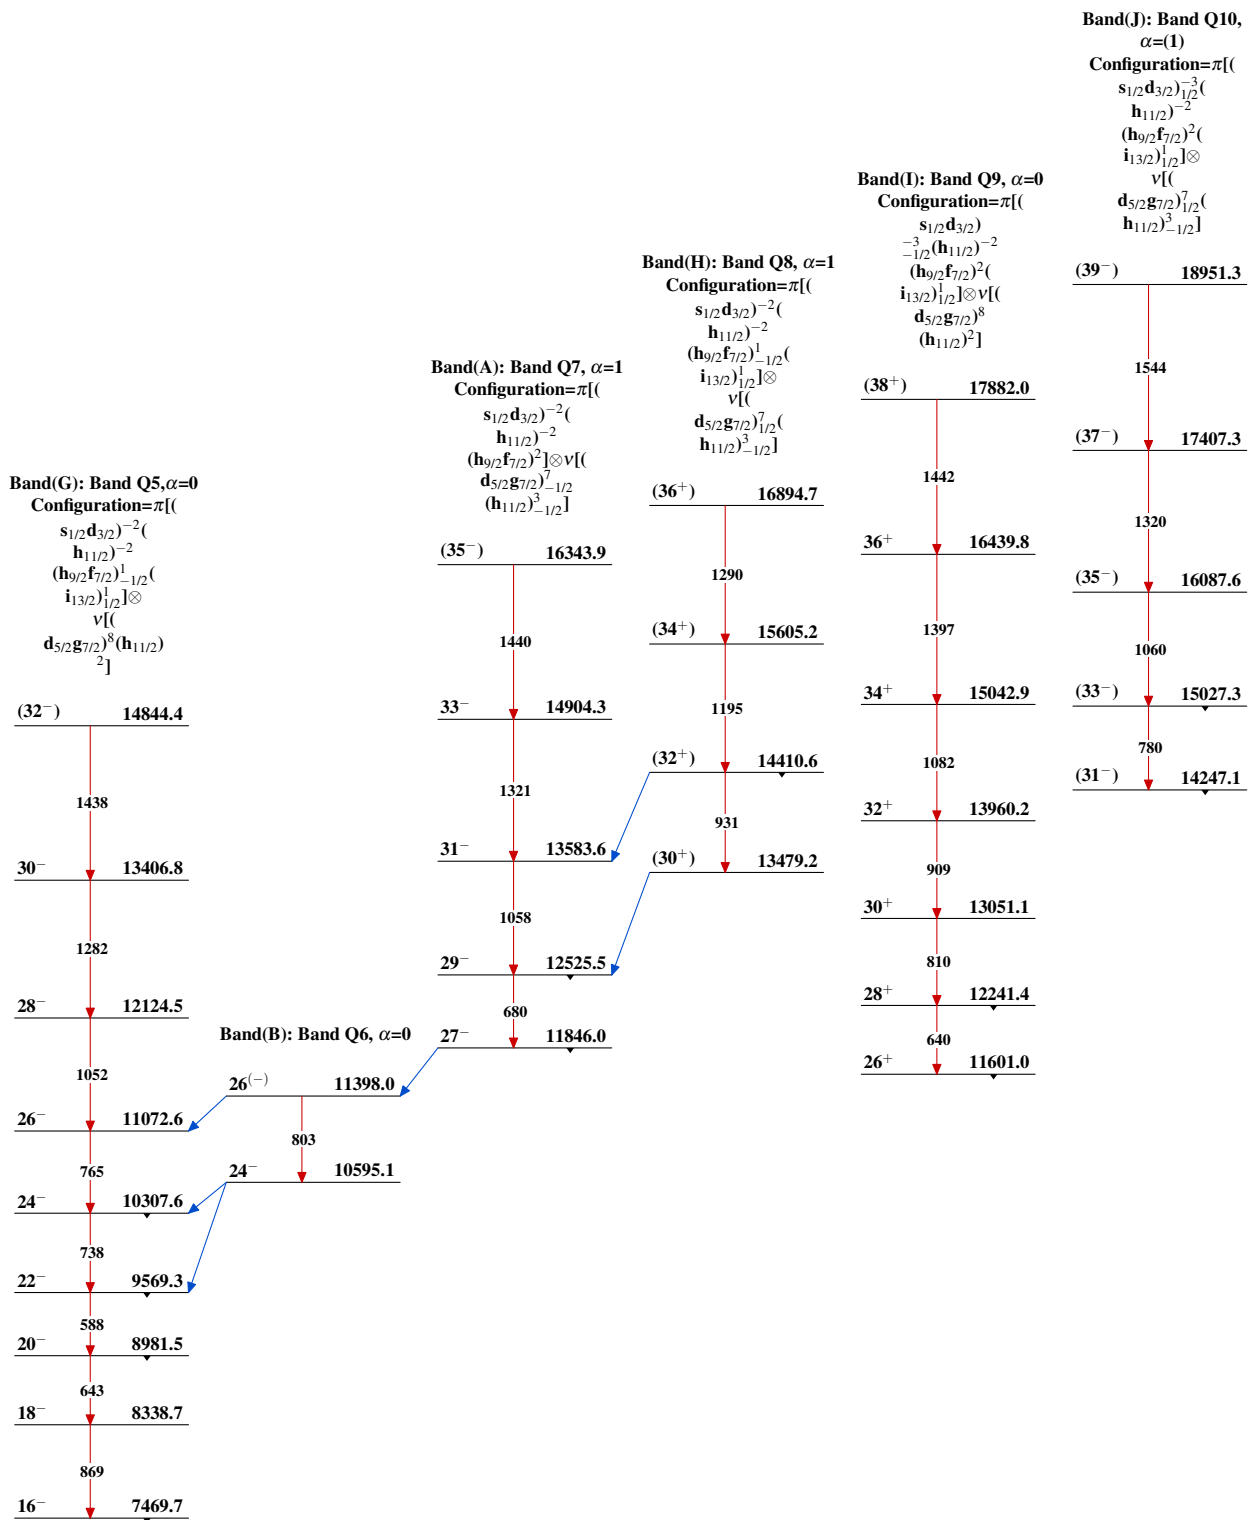 Band(G): Band Q5,α=0
Configuration=π[(
s1/2d3/2)−2(
h11/2)−2
(h9/2f7/2)1−1/2(
i13/2)11/2]⊗
ν[(
d5/2g7/2)8(h11/2)
2]
(32−) 14844.4
1438
30− 13406.8
1282
28− 12124.5
1052
26− 11072.6
765
24− 10307.6
738
22− 9569.3
588
20− 8981.5
643
18− 8338.7
869
16− 7469.7
Band(B): Band Q6, α=0
26(−) 11398.0
803
24− 10595.1
Band(A): Band Q7, α=1
Configuration=π[(
s1/2d3/2)−2(
h11/2)−2
(h9/2f7/2)2]⊗ν[(
d5/2g7/2)7−1/2
(h11/2)3−1/2]
(35−) 16343.9
1440
33− 14904.3
1321
31− 13583.6
1058
29− 12525.5
680
27− 11846.0
Band(H): Band Q8, α=1
Configuration=π[(
s1/2d3/2)−2(
h11/2)−2
(h9/2f7/2)1−1/2(
i13/2)11/2]⊗
ν[(
d5/2g7/2)71/2(
h11/2)3−1/2]
(36+) 16894.7
1290
(34+) 15605.2
1195
(32+) 14410.6
931
(30+) 13479.2
Band(I): Band Q9, α=0
Configuration=π[(
s1/2d3/2)
−3−1/2(h11/2)−2
(h9/2f7/2)2(
i13/2)11/2]⊗ν[(
d5/2g7/2)8
(h11/2)2]
(38+) 17882.0
1442
36+ 16439.8
1397
34+ 15042.9
1082
32+ 13960.2
909
30+ 13051.1
810
28+ 12241.4
640
26+ 11601.0
Band(J): Band Q10,
α=(1)
Configuration=π[(
s1/2d3/2)−31/2(
h11/2)−2
(h9/2f7/2)2(
i13/2)11/2]⊗
ν[(
d5/2g7/2)71/2(
h11/2)3−1/2]
(39−) 18951.3
1544
(37−) 17407.3
1320
(35−) 16087.6
1060
(33−) 15027.3
780
(31−) 14247.1